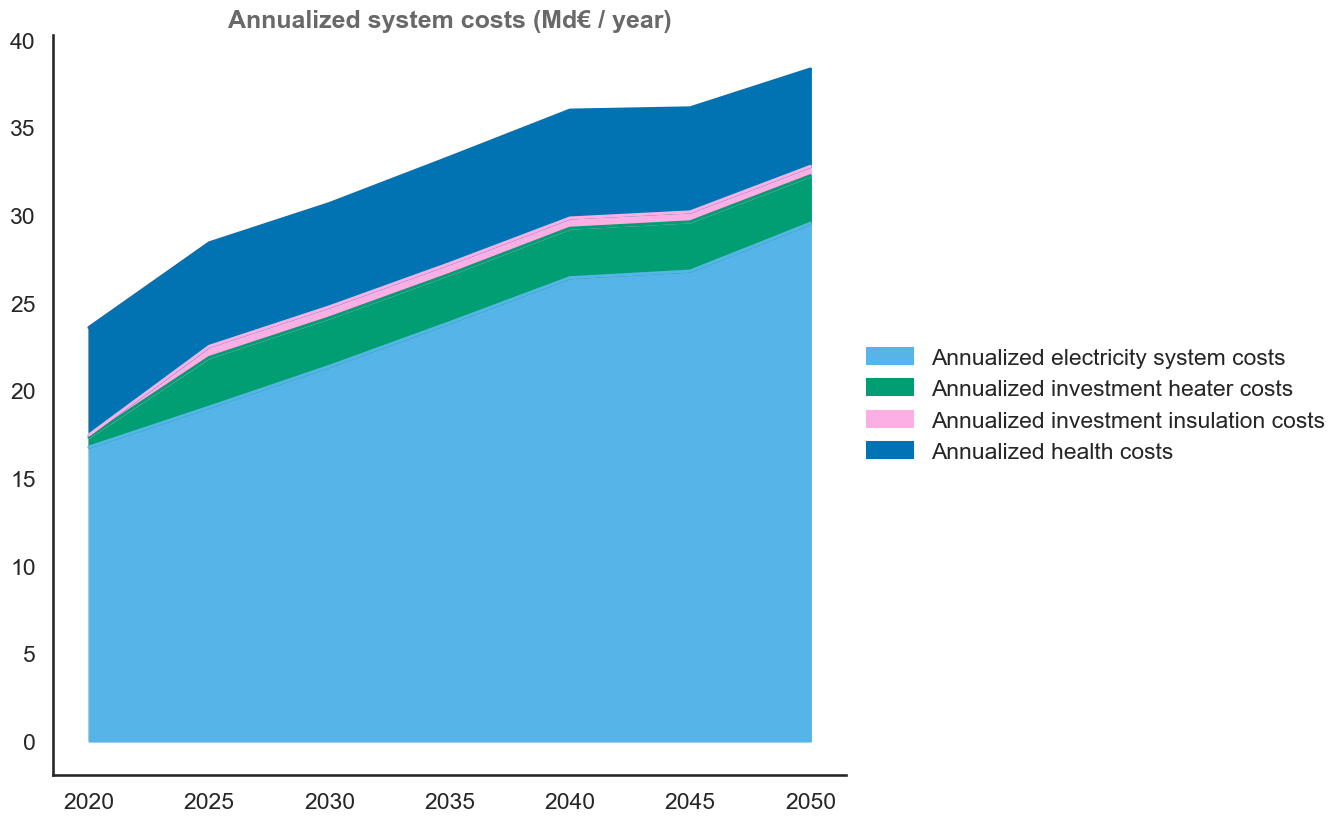 Annualized system costs (Md€ / year)
40
35
30
25
20
15
10
5
0
2020 2025 2030 2035 2040 2045 2050
Annualized electricity system costs
Annualized investment heater costs
Annualized investment insulation costs
Annualized health costs